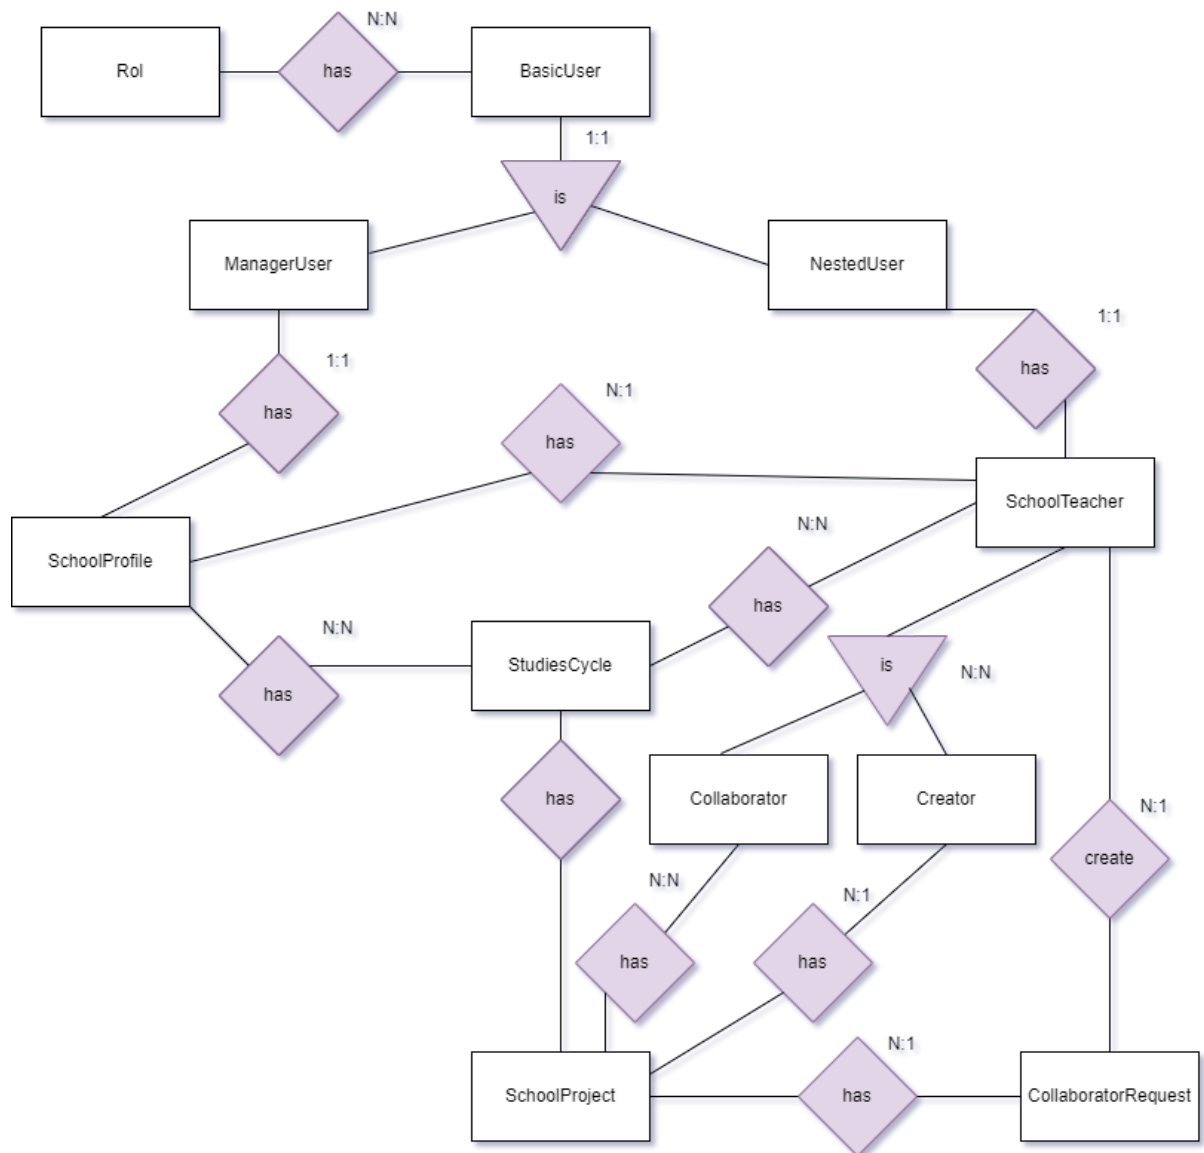 N:N
Rol
has
BasicUser
1:1
is
ManagerUser
NestedUser
1:1
1:1
has
has
N:1
has
SchoolTeacher
N:N
SchoolProfile
has
N:N
StudiesCycle
is
N:N
has
has
Collaborator
Creator
N:1
create
N:N
N:1
has
has
N:1
SchoolProject
has
CollaboratorRequest